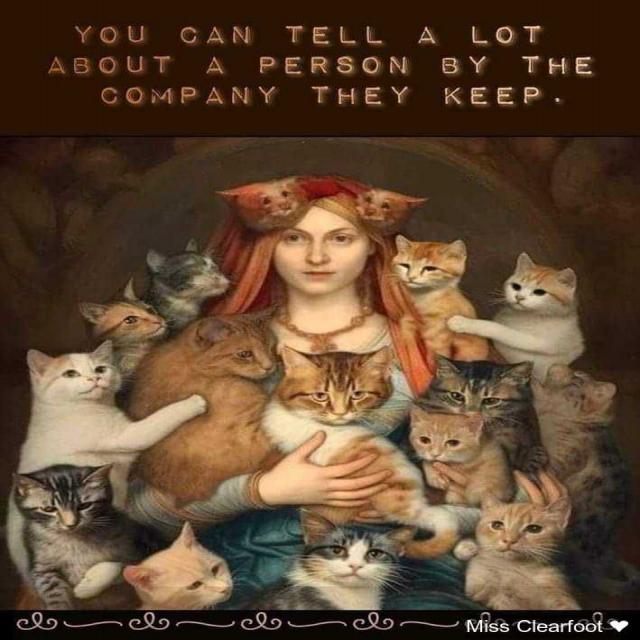 YOU CAN TELL A LOT
ABOUT A PERSON BY THE
COMPANY THEY KEEP.
Miss Clearfoot ❤